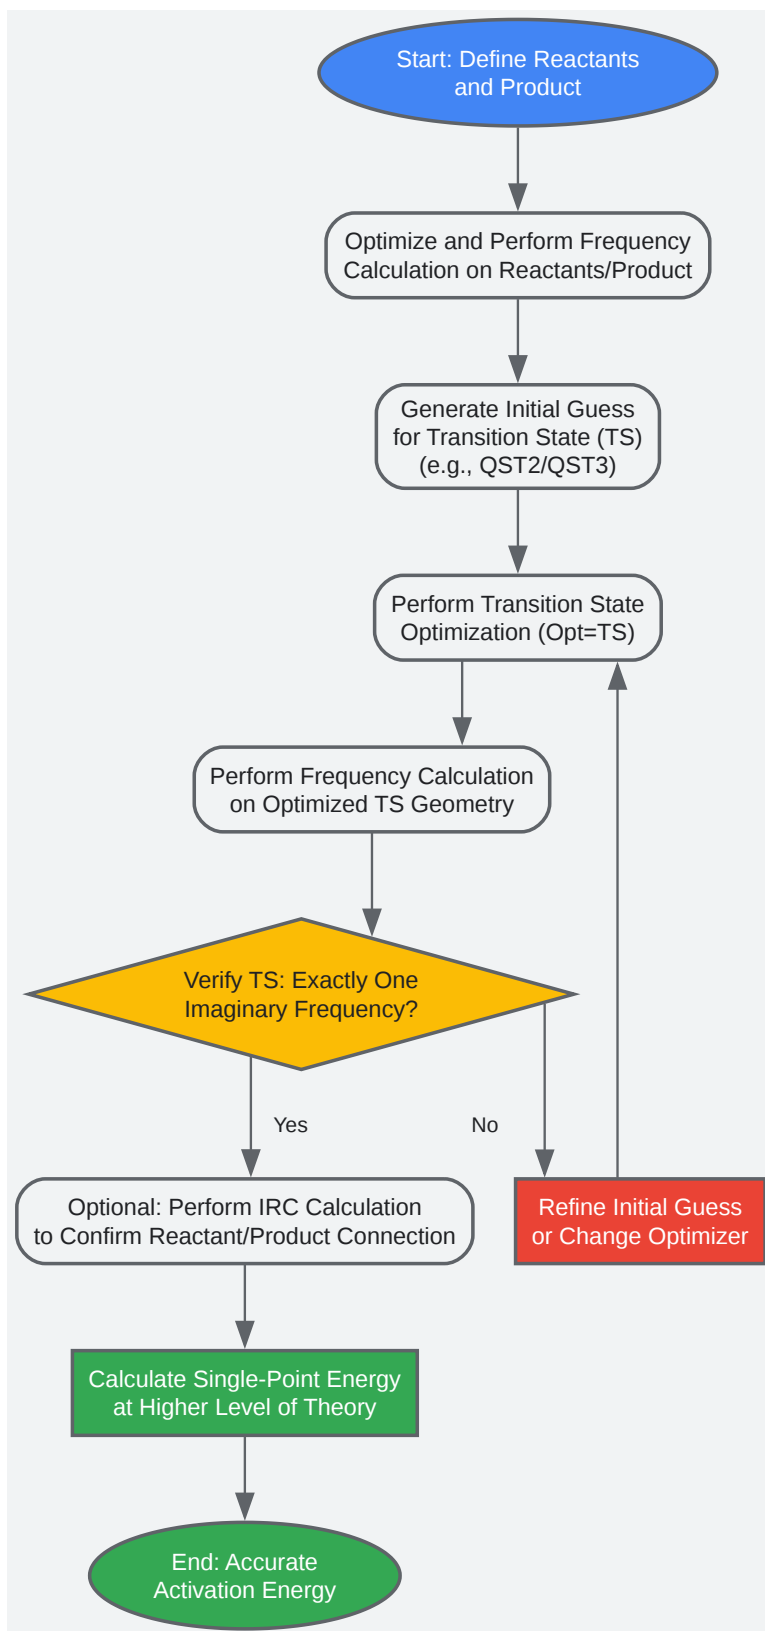 Start: Define Reactants
and Product
Optimize and Perform Frequency
Calculation on Reactants/Product
Generate Initial Guess
for Transition State (TS)
(e.g., QST2/QST3)
Perform Transition State
Optimization (Opt=TS)
Perform Frequency Calculation
on Optimized TS Geometry
Verify TS: Exactly One
Imaginary Frequency?
Yes
No
Optional: Perform IRC Calculation
to Confirm Reactant/Product Connection
Refine Initial Guess
or Change Optimizer
Calculate Single-Point Energy
at Higher Level of Theory
End: Accurate
Activation Energy